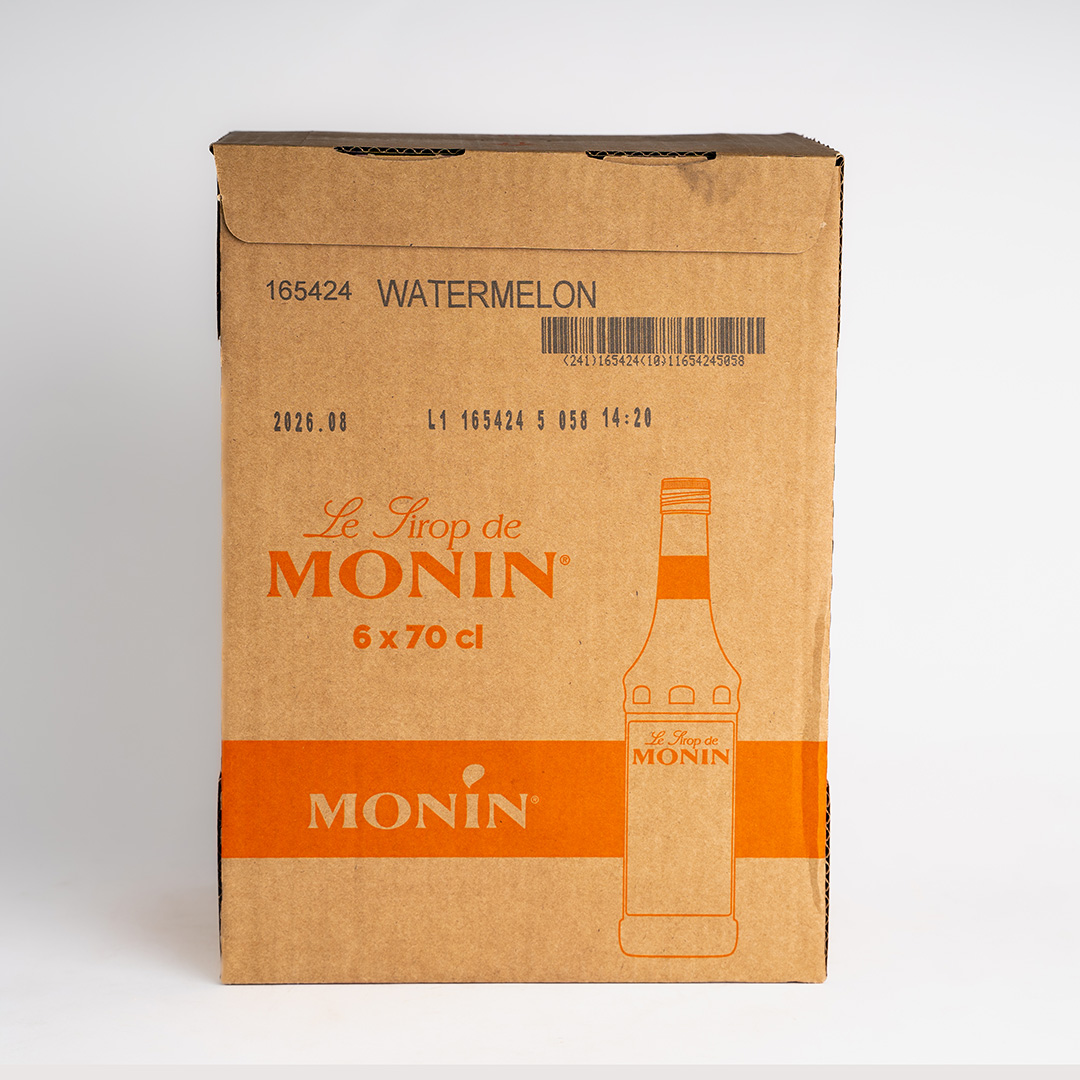 165424 WATERMELON
(241)165424(10)11654245058
2026.08 L1 165424 5 058 14:20
Le Sirop de
MONIN®
6 x 70 cl
Le Sirop de
MONIN
MONIN®